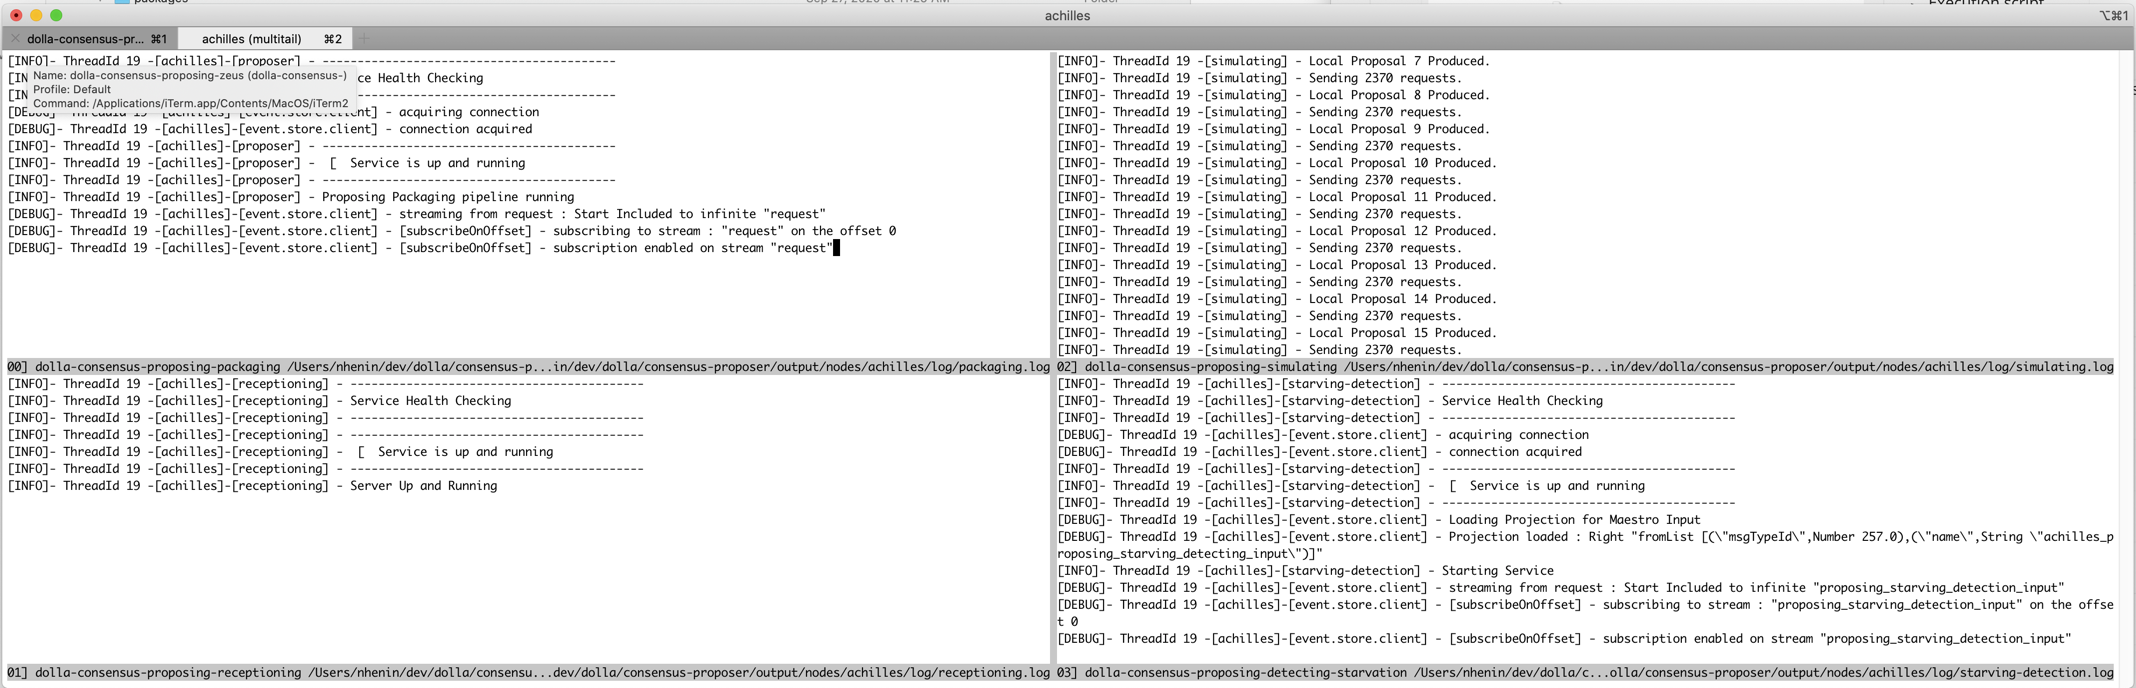 packages
Execution script
achilles
⌥⌘1
dolla-consensus-pr... ⌘1
achilles (multitail) ⌘2
[INFO]- ThreadId 19 -[achilles]-[proposer] - ------------------------------------------
Name: dolla-consensus-proposing-zeus (dolla-consensus-)
Profile: Default
Command: /Applications/iTerm.app/Contents/MacOS/iTerm2
ce Health Checking
------------------------------------------
[DEBUG]- ThreadId 19 -[achilles]-[event.store.client] - acquiring connection
[DEBUG]- ThreadId 19 -[achilles]-[event.store.client] - connection acquired
[INFO]- ThreadId 19 -[achilles]-[proposer] - ------------------------------------------
[INFO]- ThreadId 19 -[achilles]-[proposer] -  [  Service is up and running
[INFO]- ThreadId 19 -[achilles]-[proposer] - ------------------------------------------
[INFO]- ThreadId 19 -[achilles]-[proposer] - Proposing Packaging pipeline running
[DEBUG]- ThreadId 19 -[achilles]-[event.store.client] - streaming from request : Start Included to infinite "request"
[DEBUG]- ThreadId 19 -[achilles]-[event.store.client] - [subscribeOnOffset] - subscribing to stream : "request" on the offset 0
[DEBUG]- ThreadId 19 -[achilles]-[event.store.client] - [subscribeOnOffset] - subscription enabled on stream "request"
00] dolla-consensus-proposing-packaging /Users/nhenin/dev/dolla/consensus-p...in/dev/dolla/consensus-proposer/output/nodes/achilles/log/packaging.log
[INFO]- ThreadId 19 -[simulating] - Local Proposal 7 Produced.
[INFO]- ThreadId 19 -[simulating] - Sending 2370 requests.
[INFO]- ThreadId 19 -[simulating] - Local Proposal 8 Produced.
[INFO]- ThreadId 19 -[simulating] - Sending 2370 requests.
[INFO]- ThreadId 19 -[simulating] - Local Proposal 9 Produced.
[INFO]- ThreadId 19 -[simulating] - Sending 2370 requests.
[INFO]- ThreadId 19 -[simulating] - Local Proposal 10 Produced.
[INFO]- ThreadId 19 -[simulating] - Sending 2370 requests.
[INFO]- ThreadId 19 -[simulating] - Local Proposal 11 Produced.
[INFO]- ThreadId 19 -[simulating] - Sending 2370 requests.
[INFO]- ThreadId 19 -[simulating] - Local Proposal 12 Produced.
[INFO]- ThreadId 19 -[simulating] - Sending 2370 requests.
[INFO]- ThreadId 19 -[simulating] - Local Proposal 13 Produced.
[INFO]- ThreadId 19 -[simulating] - Sending 2370 requests.
[INFO]- ThreadId 19 -[simulating] - Local Proposal 14 Produced.
[INFO]- ThreadId 19 -[simulating] - Sending 2370 requests.
[INFO]- ThreadId 19 -[simulating] - Local Proposal 15 Produced.
[INFO]- ThreadId 19 -[simulating] - Sending 2370 requests.
02] dolla-consensus-proposing-simulating /Users/nhenin/dev/dolla/consensus-p...in/dev/dolla/consensus-proposer/output/nodes/achilles/log/simulating.log
[INFO]- ThreadId 19 -[achilles]-[receptioning] - ------------------------------------------
[INFO]- ThreadId 19 -[achilles]-[receptioning] - Service Health Checking
[INFO]- ThreadId 19 -[achilles]-[receptioning] - ------------------------------------------
[INFO]- ThreadId 19 -[achilles]-[receptioning] - ------------------------------------------
[INFO]- ThreadId 19 -[achilles]-[receptioning] -  [  Service is up and running
[INFO]- ThreadId 19 -[achilles]-[receptioning] - ------------------------------------------
[INFO]- ThreadId 19 -[achilles]-[receptioning] - Server Up and Running
01] dolla-consensus-proposing-receptioning /Users/nhenin/dev/dolla/consensu...dev/dolla/consensus-proposer/output/nodes/achilles/log/receptioning.log
[INFO]- ThreadId 19 -[achilles]-[starving-detection] - ------------------------------------------
[INFO]- ThreadId 19 -[achilles]-[starving-detection] - Service Health Checking
[INFO]- ThreadId 19 -[achilles]-[starving-detection] - ------------------------------------------
[DEBUG]- ThreadId 19 -[achilles]-[event.store.client] - acquiring connection
[DEBUG]- ThreadId 19 -[achilles]-[event.store.client] - connection acquired
[INFO]- ThreadId 19 -[achilles]-[starving-detection] - ------------------------------------------
[INFO]- ThreadId 19 -[achilles]-[starving-detection] -  [  Service is up and running
[INFO]- ThreadId 19 -[achilles]-[starving-detection] - ------------------------------------------
[DEBUG]- ThreadId 19 -[achilles]-[event.store.client] - Loading Projection for Maestro Input
[DEBUG]- ThreadId 19 -[achilles]-[event.store.client] - Projection loaded : Right "fromList [(\"msgTypeId\",Number 257.0),(\"name\",String \"achilles_p
roposing_starving_detecting_input\")]"
[INFO]- ThreadId 19 -[achilles]-[starving-detection] - Starting Service
[DEBUG]- ThreadId 19 -[achilles]-[event.store.client] - streaming from request : Start Included to infinite "proposing_starving_detection_input"
[DEBUG]- ThreadId 19 -[achilles]-[event.store.client] - [subscribeOnOffset] - subscribing to stream : "proposing_starving_detection_input" on the offse
t 0
[DEBUG]- ThreadId 19 -[achilles]-[event.store.client] - [subscribeOnOffset] - subscription enabled on stream "proposing_starving_detection_input"
03] dolla-consensus-proposing-detecting-starvation /Users/nhenin/dev/dolla/c...olla/consensus-proposer/output/nodes/achilles/log/starving-detection.log